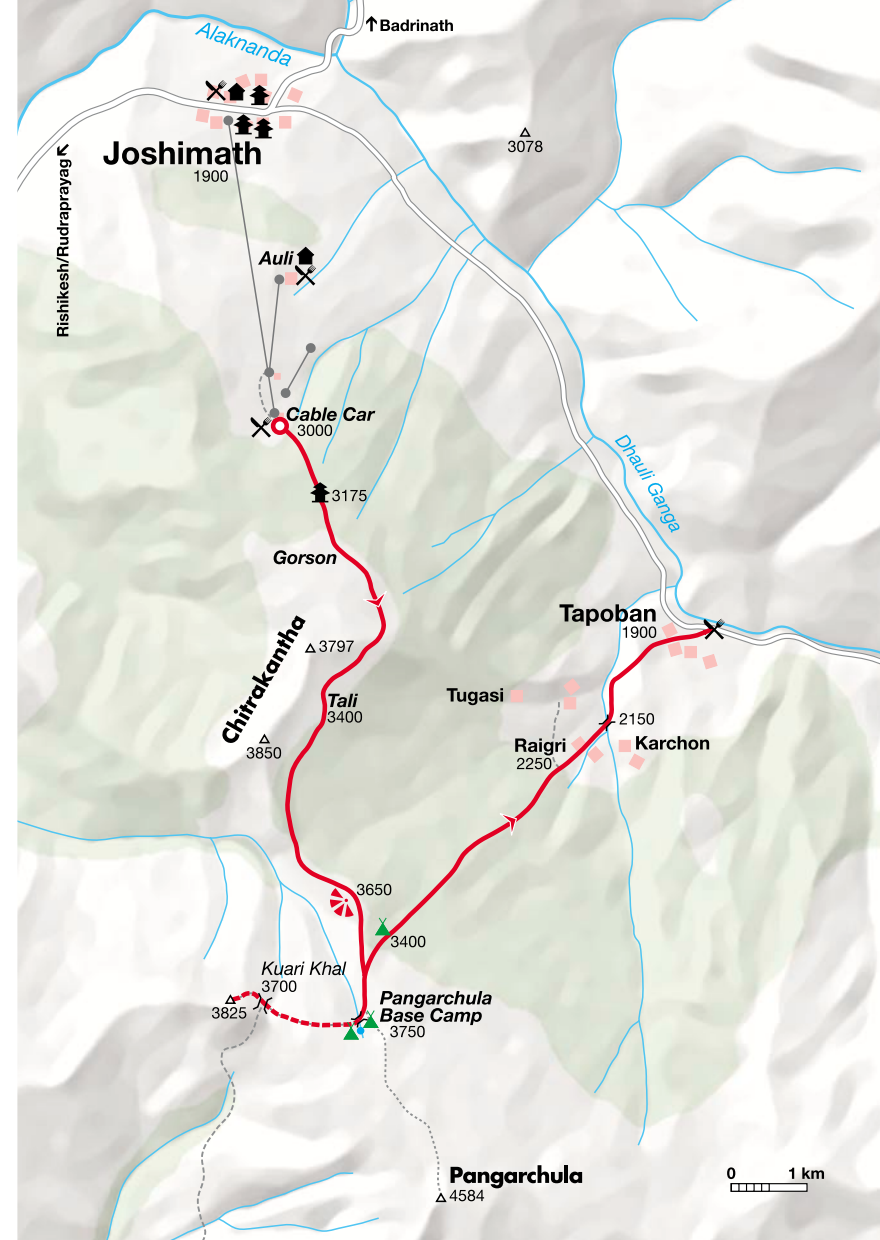 Badrinath
Alaknanda
Joshimath
1900
3078
Rishikesh/Rudraprayag
Auli
Cable Car
3000
3175
Dhauli Ganga
Gorson
Tapoban
1900
Chitrakantha
3797
Tali
3400
Tugasi
2150
3850
Raigri
2250
Karchon
3650
3400
Kuari Khal
3700
3825
Pangarchula
Base Camp
3750
Pangarchula
4584
0 1 km